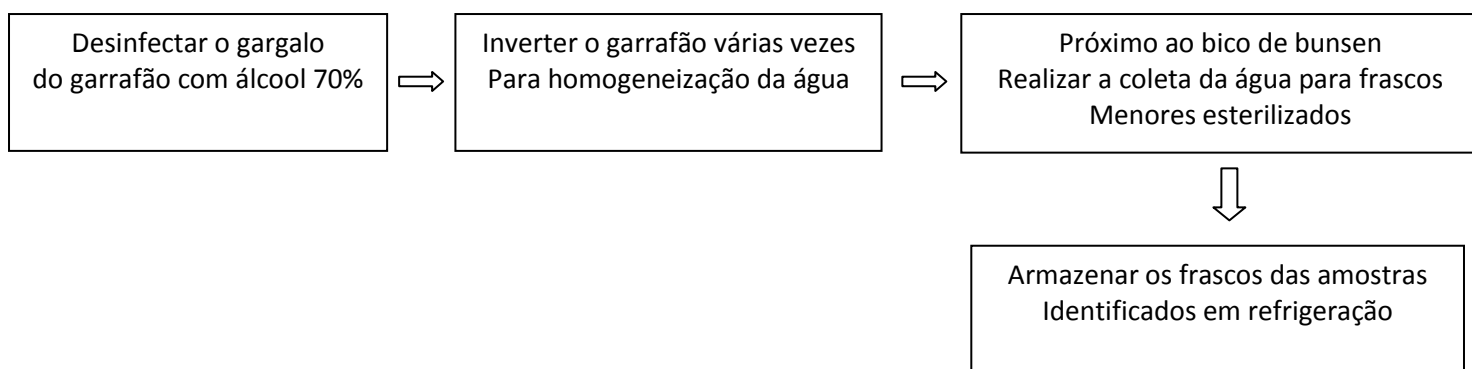 Desinfectar o gargalo
do garrafão com álcool 70%
Inverter o garrafão várias vezes
Para homogeneização da água
Próximo ao bico de bunsen
Realizar a coleta da água para frascos
Menores esterilizados
Armazenar os frascos das amostras
Identificados em refrigeração